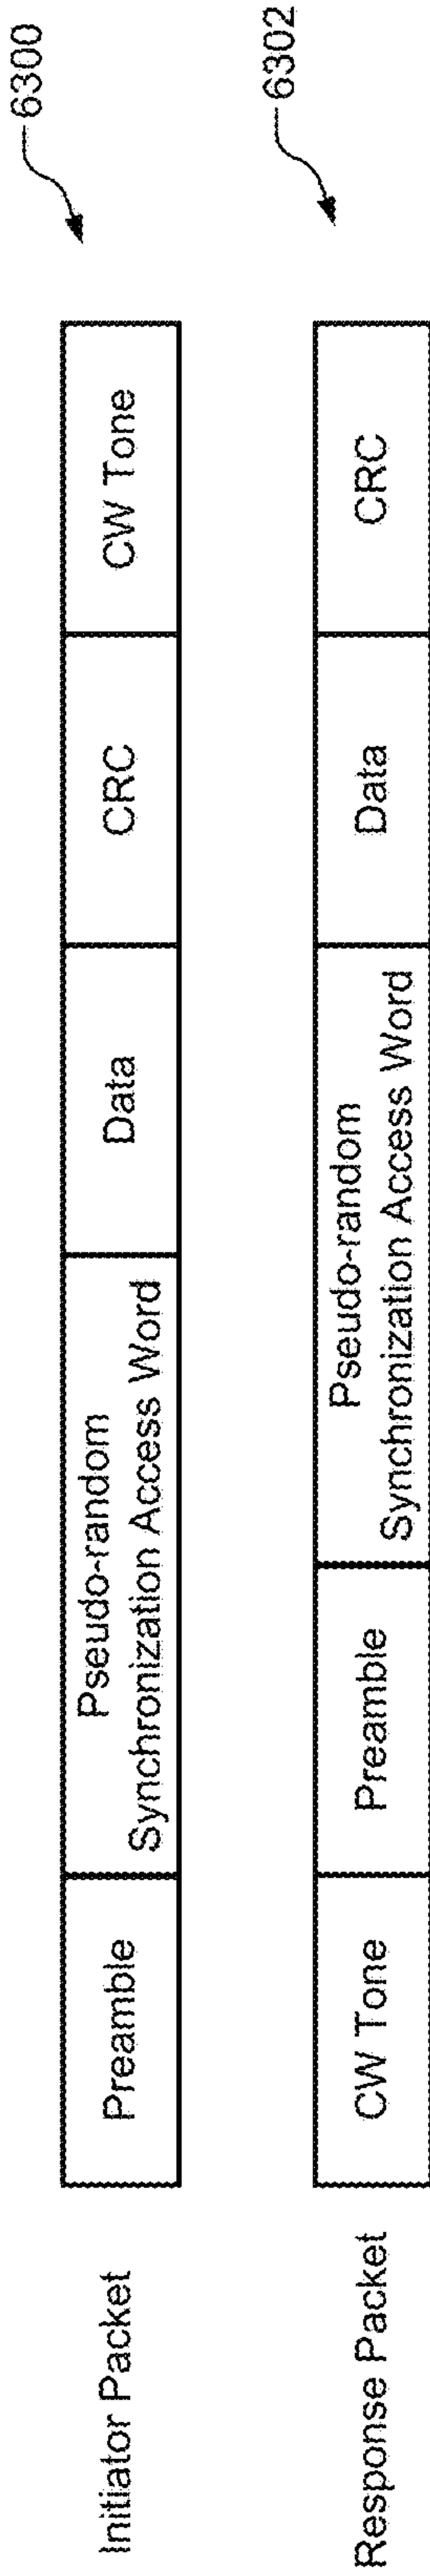 Initiator Packet
Preamble
Pseudo-random
Synchronization Access Word
Data
CRC
CW Tone
6300
Response Packet
CW Tone
Preamble
Pseudo-random
Synchronization Access Word
Data
CRC
6302